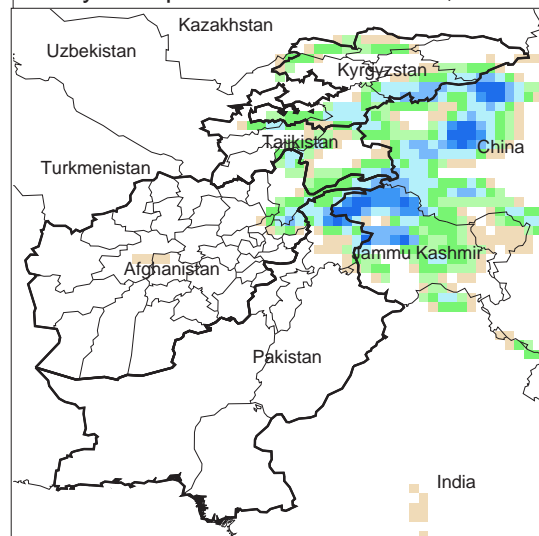 Kazakhstan
Uzbekistan
Kyrgyzstan
Tajikistan
China
Turkmenistan
Jammu Kashmir
Afghanistan
Pakistan
India